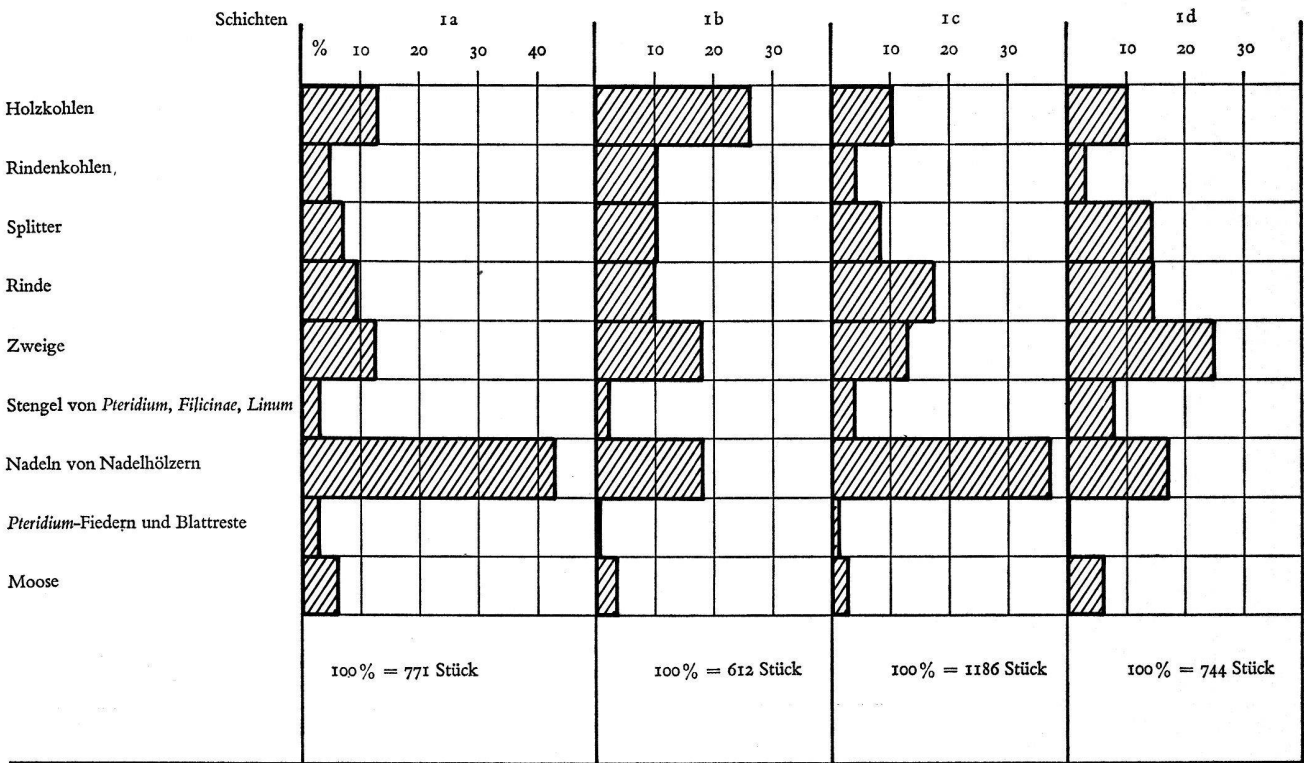 Schichten 1a 1b 1c 1d
% 10 20 30 40 10 20 30 10 20 30 10 20 30
Holzkohlen
Rindenkohlen,
Splitter
Rinde
Zweige
Stengel von Pteridium, Filicinae, Linum
Nadeln von Nadelhölzern
Pteridium-Fiedern und Blattreste
Moose
100% = 771 Stück 100% = 612 Stück 100% = 1186 Stück 100% = 744 Stück